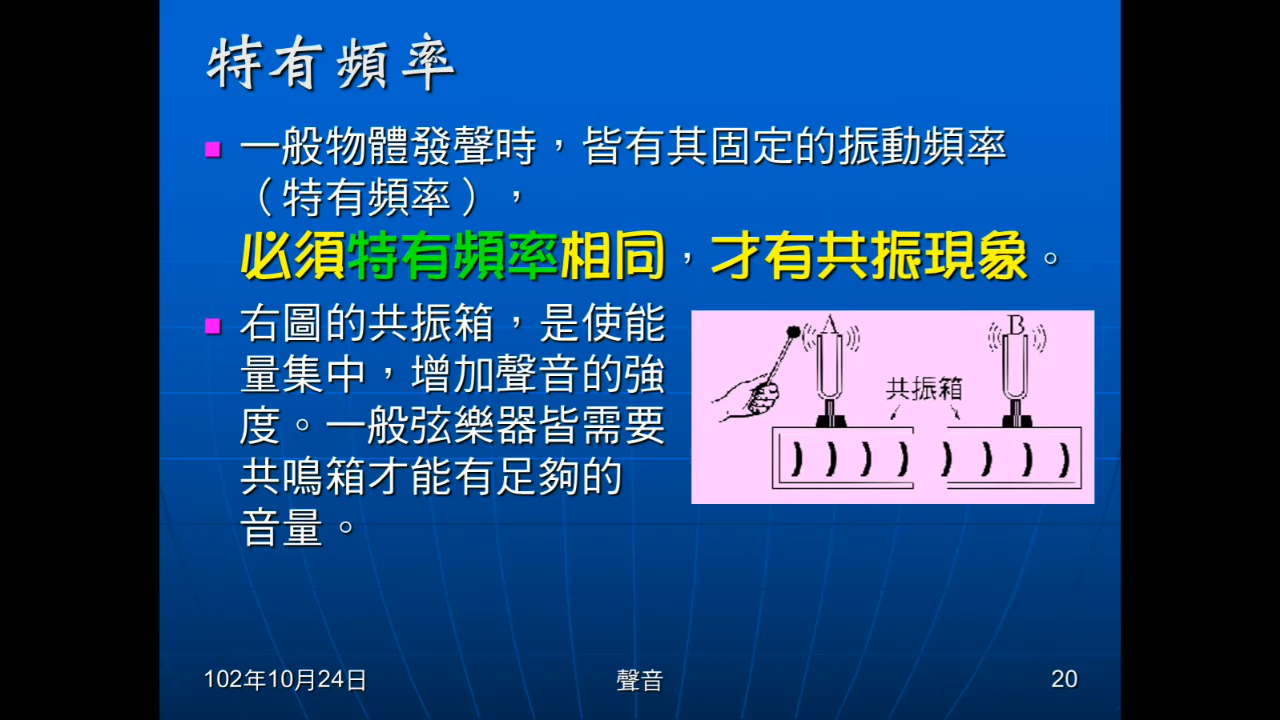 特有頻率
一般物體發聲時，皆有其固定的振動頻率
（特有頻率），
必須特有頻率相同，才有共振現象。
右圖的共振箱，是使能
量集中，增加聲音的強
度。一般弦樂器皆需要
共鳴箱才能有足夠的
音量。
A
B
共振箱
102年10月24日
聲音
20